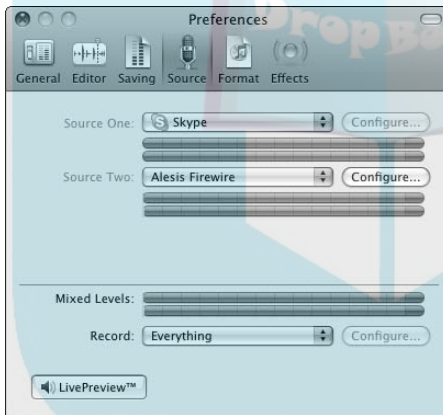 Preferences
DropBo
General Editor Saving Source Format Effects
Source One: Skype Configure...
Source Two: Alesis Firewire Configure...
Mixed Levels:
Record: Everything Configure...
LivePreview™